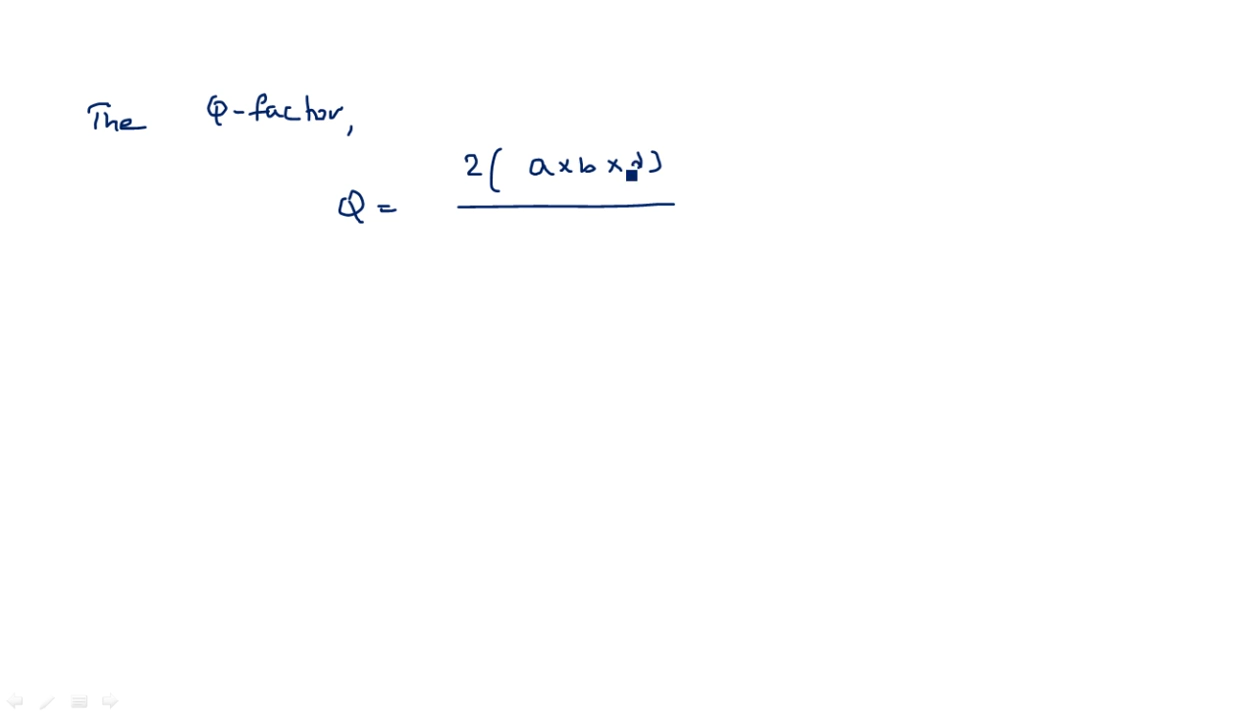 The Q-factor,
2( a×b×d)
Q =